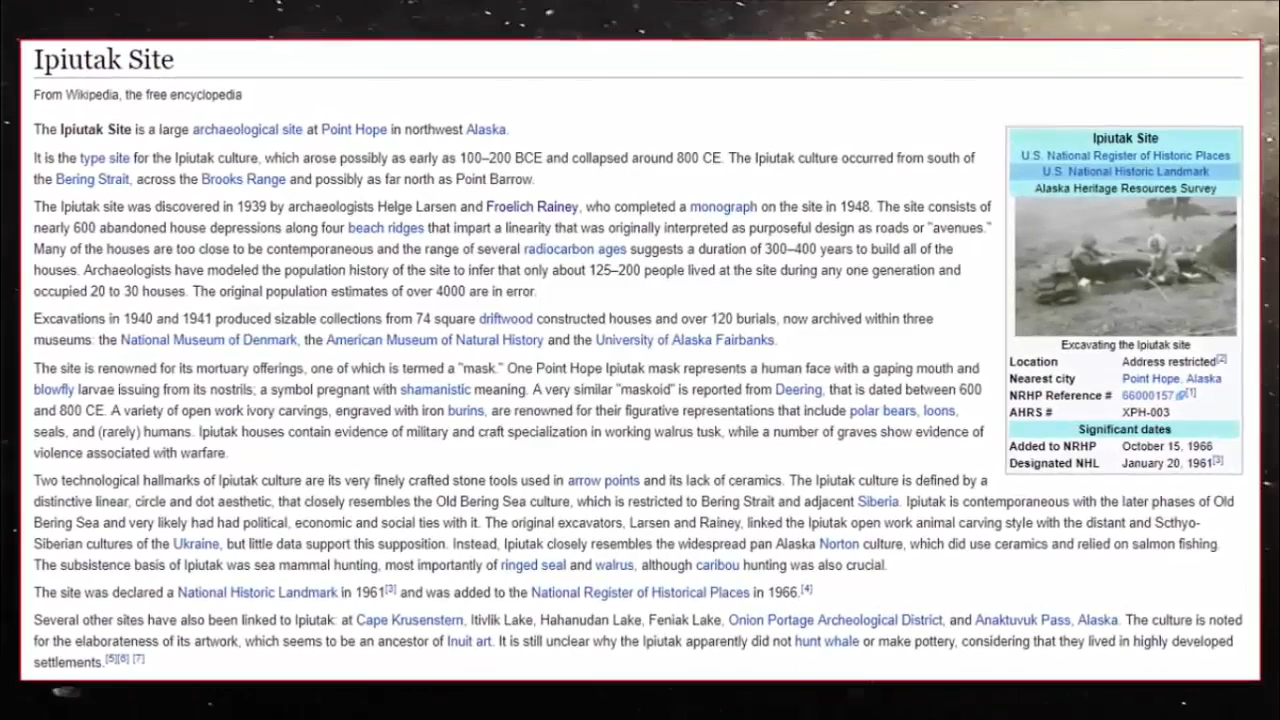 Ipiutak Site
From Wikipedia, the free encyclopedia
The Ipiutak Site is a large archaeological site at Point Hope in northwest Alaska.
It is the type site for the Ipiutak culture, which arose possibly as early as 100–200 BCE and collapsed around 800 CE. The Ipiutak culture occurred from south of
the Bering Strait, across the Brooks Range and possibly as far north as Point Barrow.
The Ipiutak site was discovered in 1939 by archaeologists Helge Larsen and Froelich Rainey, who completed a monograph on the site in 1948. The site consists of
nearly 600 abandoned house depressions along four beach ridges that impart a linearity that was originally interpreted as purposeful design as roads or "avenues."
Many of the houses are too close to be contemporaneous and the range of several radiocarbon ages suggests a duration of 300–400 years to build all of the
houses. Archaeologists have modeled the population history of the site to infer that only about 125–200 people lived at the site during any one generation and
occupied 20 to 30 houses. The original population estimates of over 4000 are in error.
Excavations in 1940 and 1941 produced sizable collections from 74 square driftwood constructed houses and over 120 burials, now archived within three
museums: the National Museum of Denmark, the American Museum of Natural History and the University of Alaska Fairbanks.
The site is renowned for its mortuary offerings, one of which is termed a "mask." One Point Hope Ipiutak mask represents a human face with a gaping mouth and
blowfly larvae issuing from its nostrils; a symbol pregnant with shamanistic meaning. A very similar "maskoid" is reported from Deering, that is dated between 600
and 800 CE. A variety of open work ivory carvings, engraved with iron burins, are renowned for their figurative representations that include polar bears, loons,
seals, and (rarely) humans. Ipiutak houses contain evidence of military and craft specialization in working walrus tusk, while a number of graves show evidence of
violence associated with warfare.
Two technological hallmarks of Ipiutak culture are its very finely crafted stone tools used in arrow points and its lack of ceramics. The Ipiutak culture is defined by a
distinctive linear, circle and dot aesthetic, that closely resembles the Old Bering Sea culture, which is restricted to Bering Strait and adjacent Siberia. Ipiutak is contemporaneous with the later phases of Old
Bering Sea and very likely had had political, economic and social ties with it. The original excavators, Larsen and Rainey, linked the Ipiutak open work animal carving style with the distant and Scthyo-
Siberian cultures of the Ukraine, but little data support this supposition. Instead, Ipiutak closely resembles the widespread pan Alaska Norton culture, which did use ceramics and relied on salmon fishing.
The subsistence basis of Ipiutak was sea mammal hunting, most importantly of ringed seal and walrus, although caribou hunting was also crucial.
The site was declared a National Historic Landmark in 1961[3] and was added to the National Register of Historical Places in 1966.[4]
Several other sites have also been linked to Ipiutak: at Cape Krusenstern, Itivlik Lake, Hahanudan Lake, Feniak Lake, Onion Portage Archeological District, and Anaktuvuk Pass, Alaska. The culture is noted
for the elaborateness of its artwork, which seems to be an ancestor of Inuit art. It is still unclear why the Ipiutak apparently did not hunt whale or make pottery, considering that they lived in highly developed
settlements.[5][6] [7]
Ipiutak Site
U.S. National Register of Historic Places
U.S. National Historic Landmark
Alaska Heritage Resources Survey
Excavating the Ipiutak site
Location Address restricted[2]
Nearest city Point Hope, Alaska
NRHP Reference # 66000157[1]
AHRS # XPH-003
Significant dates
Added to NRHP October 15, 1966
Designated NHL January 20, 1961[3]